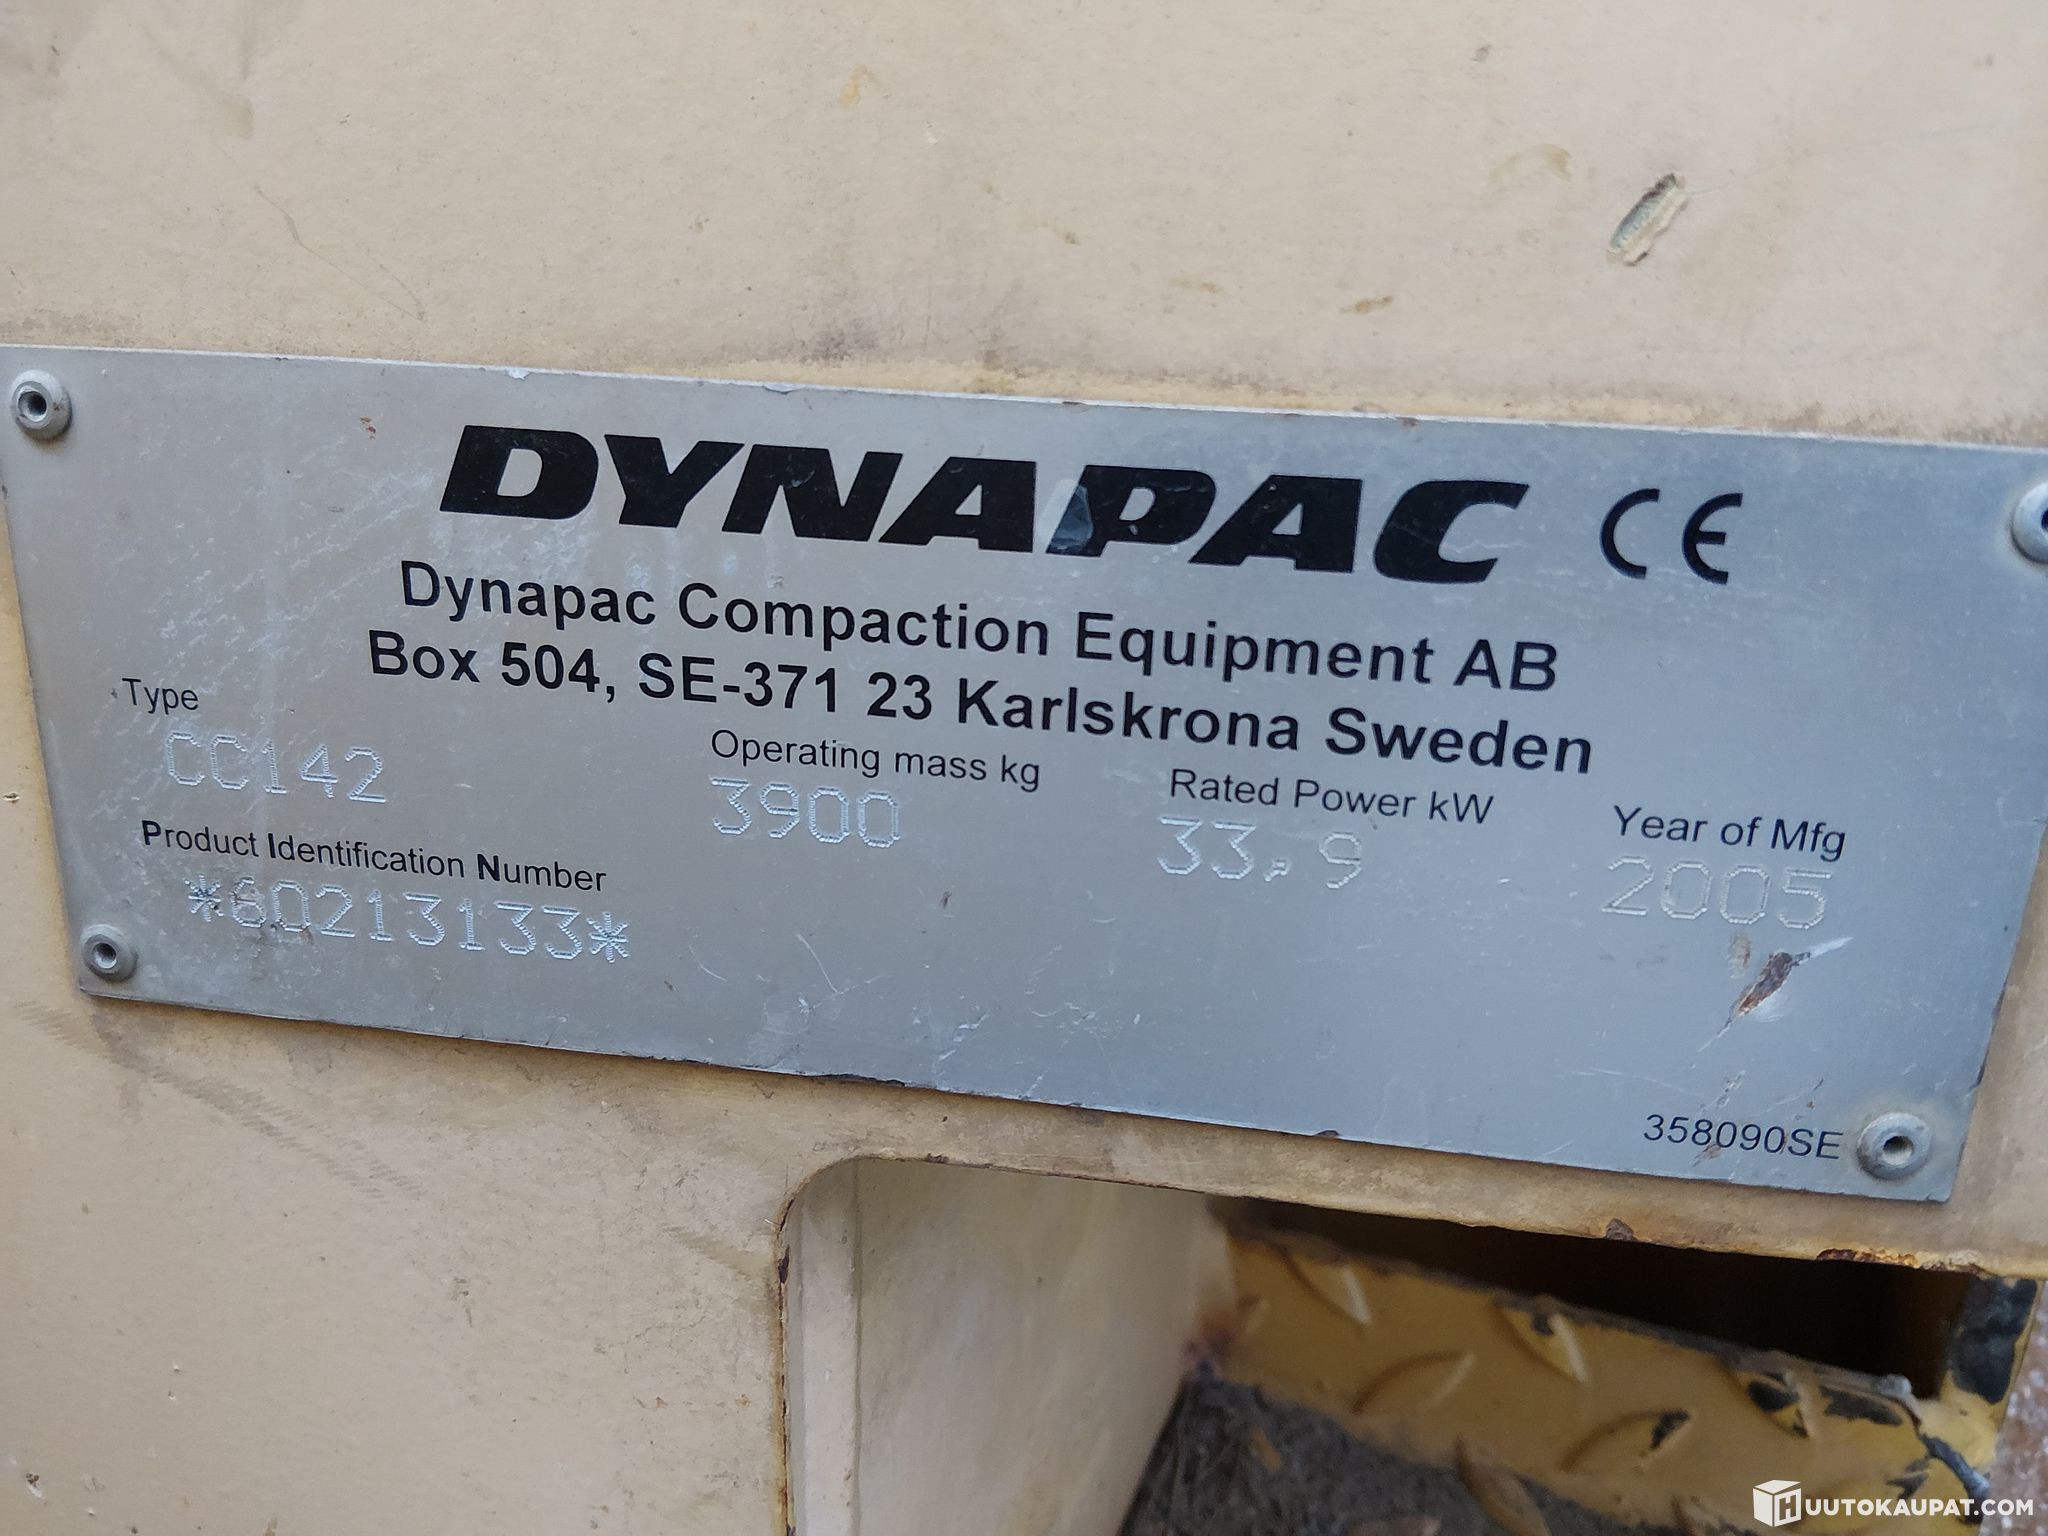 DYNAPAC CE
Dynapac Compaction Equipment AB
Box 504, SE-371 23 Karlskrona Sweden
Type Operating mass kg Rated Power kW Year of Mfg
CC142 3900 33,9 2005
Product Identification Number
*60213133*
358090SE
HUUTOKAUPAT.COM